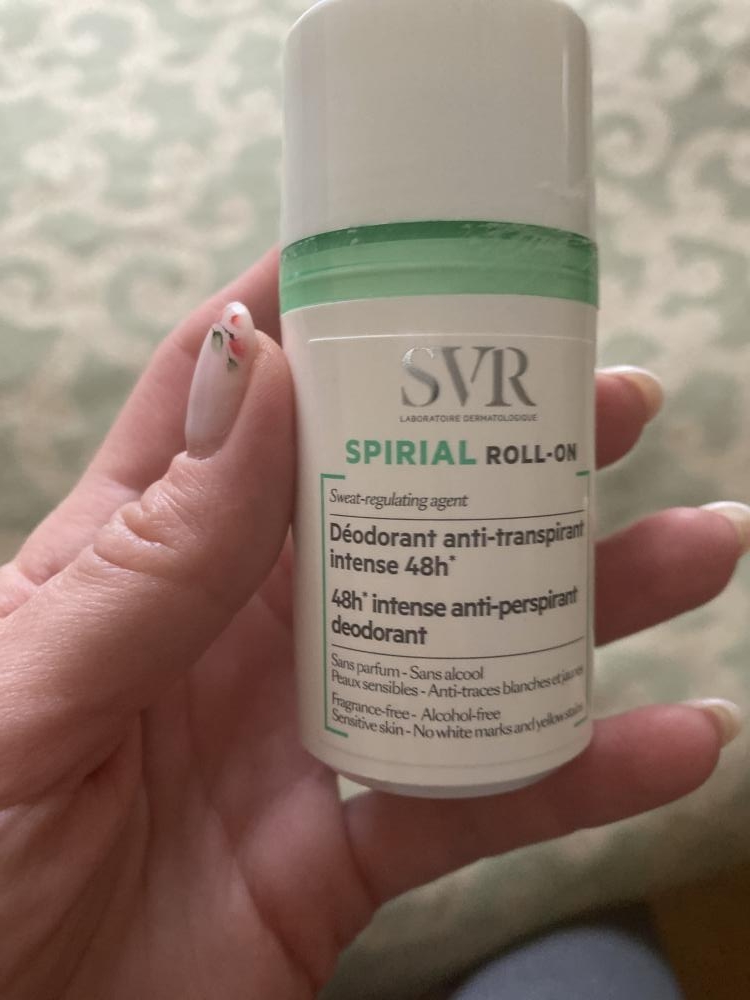 SVR
LABORATOIRE DERMATOLOGIQUE
SPIRIAL ROLL-ON
Sweat-regulating agent
Déodorant anti-transpirant
intense 48h*
48h* intense anti-perspirant
deodorant
Sans parfum - Sans alcool
Peaux sensibles - Anti-traces blanches et jaunes
Fragrance-free - Alcohol-free
Sensitive skin - No white marks and yellow stains